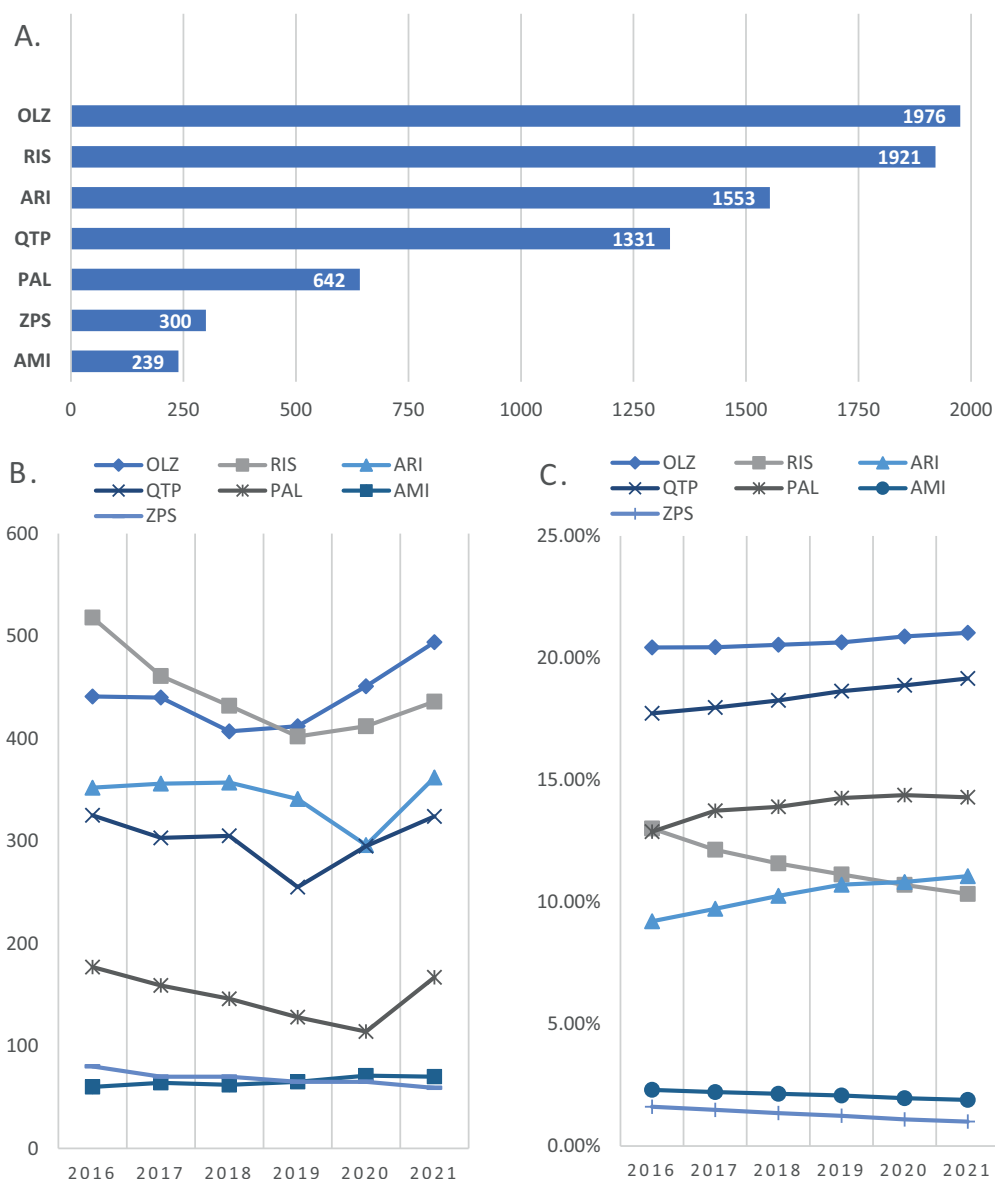 A.
OLZ 1976
RIS 1921
ARI 1553
QTP 1331
PAL 642
ZPS 300
AMI 239
0 250 500 750 1000 1250 1500 1750 2000
B.
OLZ RIS ARI
QTP PAL AMI
ZPS
600
500
400
300
200
100
0
2016 2017 2018 2019 2020 2021
C.
OLZ RIS ARI
QTP PAL AMI
ZPS
25.00%
20.00%
15.00%
10.00%
5.00%
0.00%
2016 2017 2018 2019 2020 2021